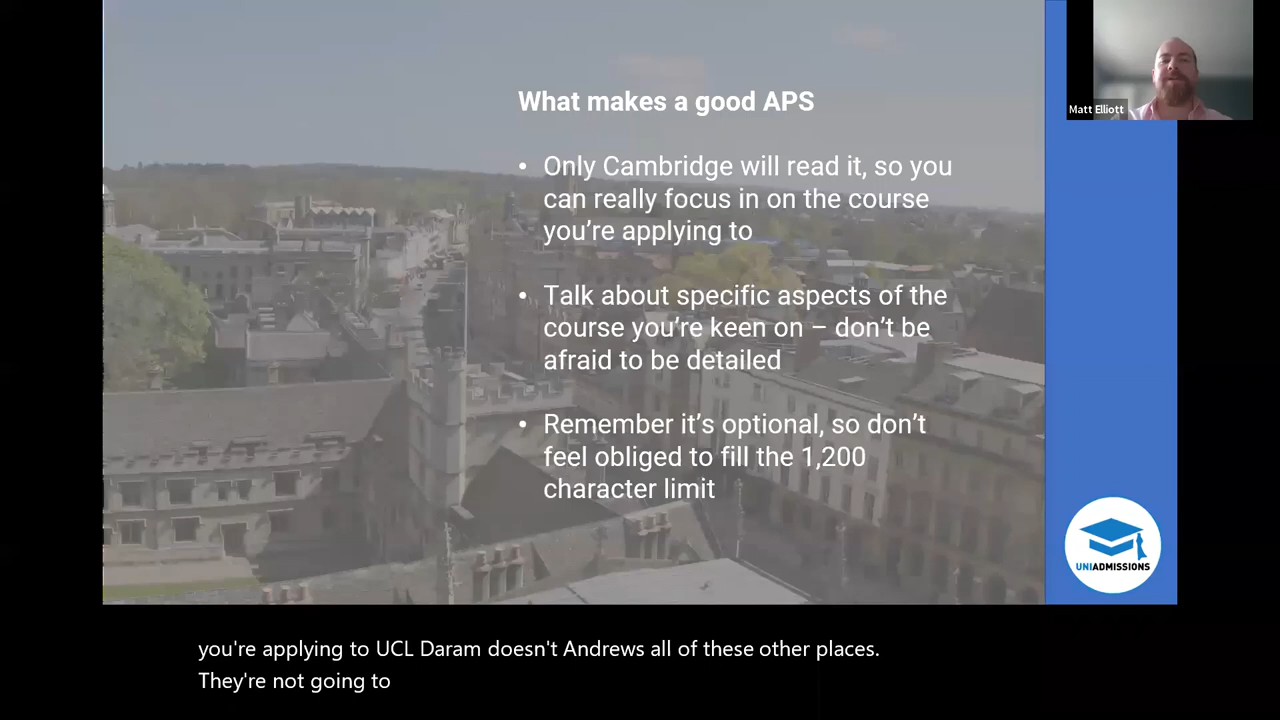 What makes a good APS
• Only Cambridge will read it, so you
can really focus in on the course
you're applying to
• Talk about specific aspects of the
course you're keen on – don't be
afraid to be detailed
• Remember it's optional, so don't
feel obliged to fill the 1,200
character limit
Matt Elliott
UNIADMISSIONS
you're applying to UCL Daram doesn't Andrews all of these other places.
They're not going to